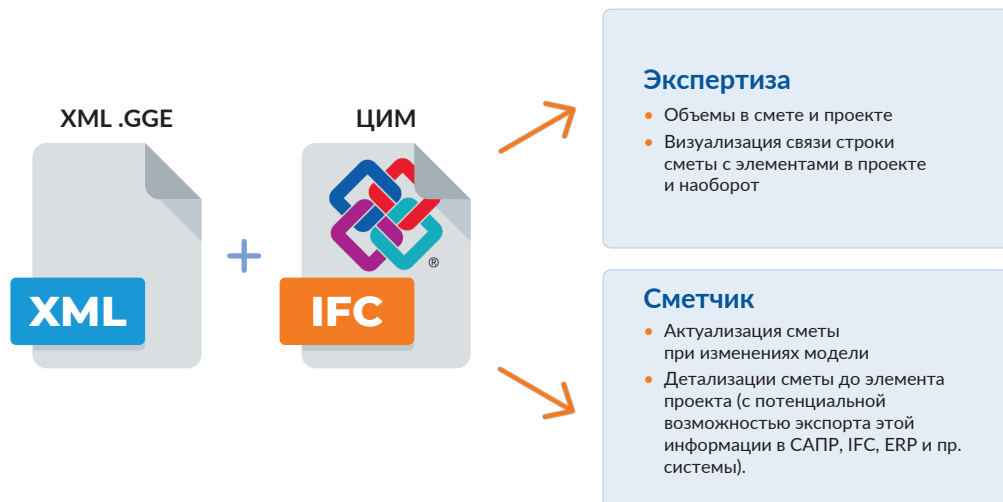 XML .GGE
ЦИМ
XML
IFC
®
Экспертиза
• Объемы в смете и проекте
• Визуализация связи строки
сметы с элементами в проекте
и наоборот
Сметчик
• Актуализация сметы
при изменениях модели
• Детализации сметы до элемента
проекта (с потенциальной
возможностью экспорта этой
информации в САПР, IFC, ERP и пр.
системы).